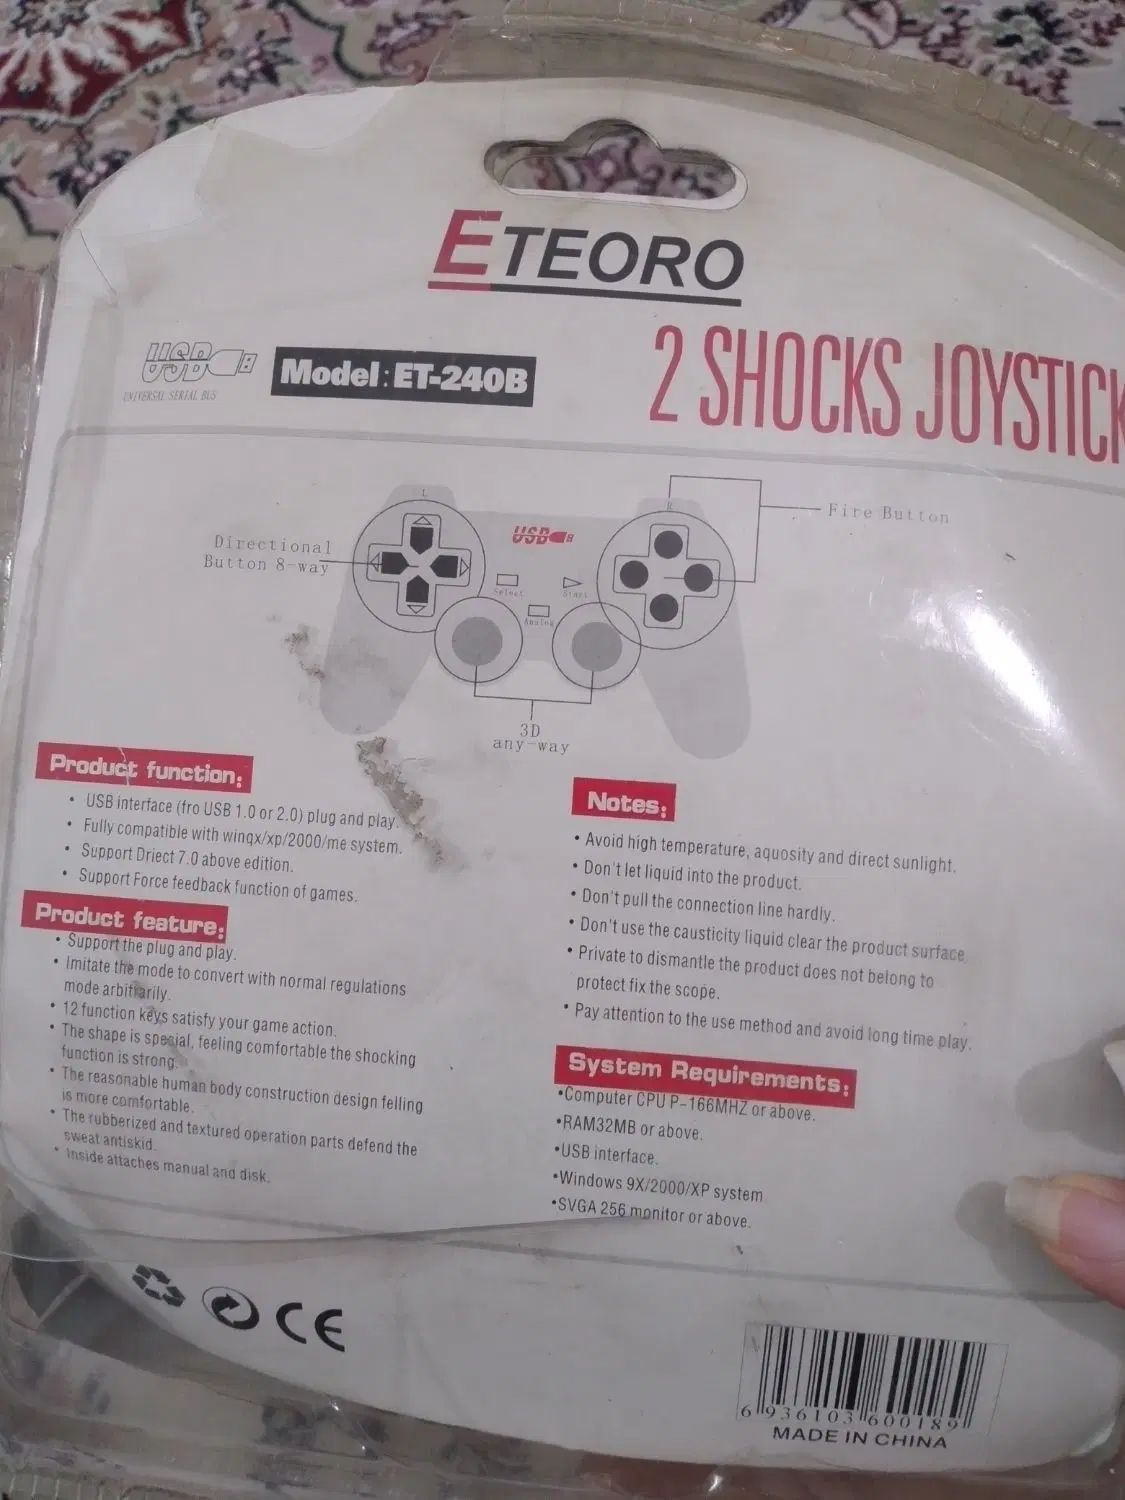 ETEORO
USB
UNIVERSAL SERIAL BUS
Model:ET-240B
2 SHOCKS JOYSTICK
L
R
Fire Button
USB
Directional
Button 8-way
Select
Start
Analog
3D
any-way
Product function:
• USB interface (fro USB 1.0 or 2.0) plug and play.
• Fully compatible with winqx/xp/2000/me system.
• Support Driect 7.0 above edition.
• Support Force feedback function of games.
Product feature:
• Support the plug and play.
• Imitate the mode to convert with normal regulations
mode arbitrarily.
• 12 function keys satisfy your game action.
• The shape is special, feeling comfortable the shocking
function is strong.
• The reasonable human body construction design felling
is more comfortable.
• The rubberized and textured operation parts defend the
sweat antiskid.
• Inside attaches manual and disk.
Notes:
• Avoid high temperature, aquosity and direct sunlight.
• Don't let liquid into the product.
• Don't pull the connection line hardly.
• Don't use the causticity liquid clear the product surface.
• Private to dismantle the product does not belong to
protect fix the scope.
• Pay attention to the use method and avoid long time play.
System Requirements:
•Computer CPU P-166MHZ or above.
•RAM32MB or above.
•USB interface.
•Windows 9X/2000/XP system
•SVGA 256 monitor or above.
CE
6 936103 600189
MADE IN CHINA